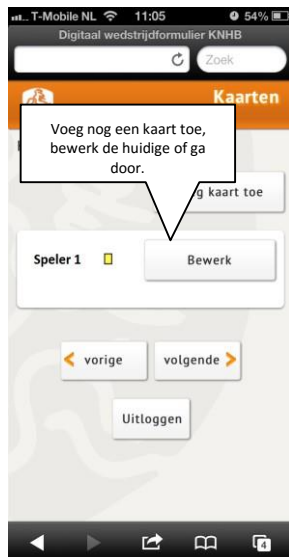 T-Mobile NL 11:05 54%
Digitaal wedstrijdformulier KNHB
Zoek
Kaarten
Voeg nog een kaart toe,
bewerk de huidige of ga
door.
kaart toe
Speler 1 Bewerk
vorige volgende
Uitloggen
4